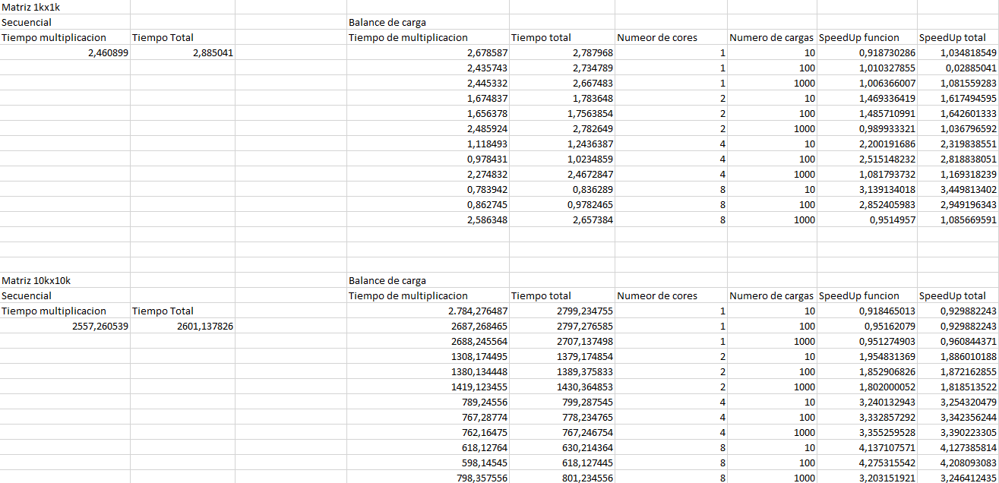 Matriz 1kx1k
Secuencial Balance de carga
Tiempo multiplicacion Tiempo Total Tiempo de multiplicacion Tiempo total Numeor de cores Numero de cargas SpeedUp funcion SpeedUp total
2,460899 2,885041 2,678587 2,787968 1 10 0,918730286 1,034818549
2,435743 2,734789 1 100 1,010327855 0,02885041
2,445332 2,667483 1 1000 1,006366007 1,081559283
1,674837 1,783648 2 10 1,469336419 1,617494595
1,656378 1,7563854 2 100 1,485710991 1,642601333
2,485924 2,782649 2 1000 0,989933321 1,036796592
1,118493 1,2436387 4 10 2,200191686 2,319838551
0,978431 1,0234859 4 100 2,515148232 2,818838051
2,274832 2,4672847 4 1000 1,081793732 1,169318239
0,783942 0,836289 8 10 3,139134018 3,449813402
0,862745 0,9782465 8 100 2,852405983 2,949196343
2,586348 2,657384 8 1000 0,9514957 1,085669591
Matriz 10kx10k Balance de carga
Secuencial Tiempo de multiplicacion Tiempo total Numeor de cores Numero de cargas SpeedUp funcion SpeedUp total
Tiempo multiplicacion Tiempo Total 2.784,276487 2799,234755 1 10 0,918465013 0,929882243
2557,260539 2601,137826 2687,268465 2797,276585 1 100 0,95162079 0,929882243
2688,245564 2707,137498 1 1000 0,951274903 0,960844371
1308,174495 1379,174854 2 10 1,954831369 1,886010188
1380,134448 1389,375833 2 100 1,852906826 1,872162855
1419,123455 1430,364853 2 1000 1,802000052 1,818513522
789,24556 799,287545 4 10 3,240132943 3,254320479
767,28774 778,234765 4 100 3,332857292 3,342356244
762,16475 767,246754 4 1000 3,355259528 3,390223305
618,12764 630,214364 8 10 4,137107571 4,127385814
598,14545 618,127445 8 100 4,275315542 4,208093083
798,357556 801,234556 8 1000 3,203151921 3,246412435